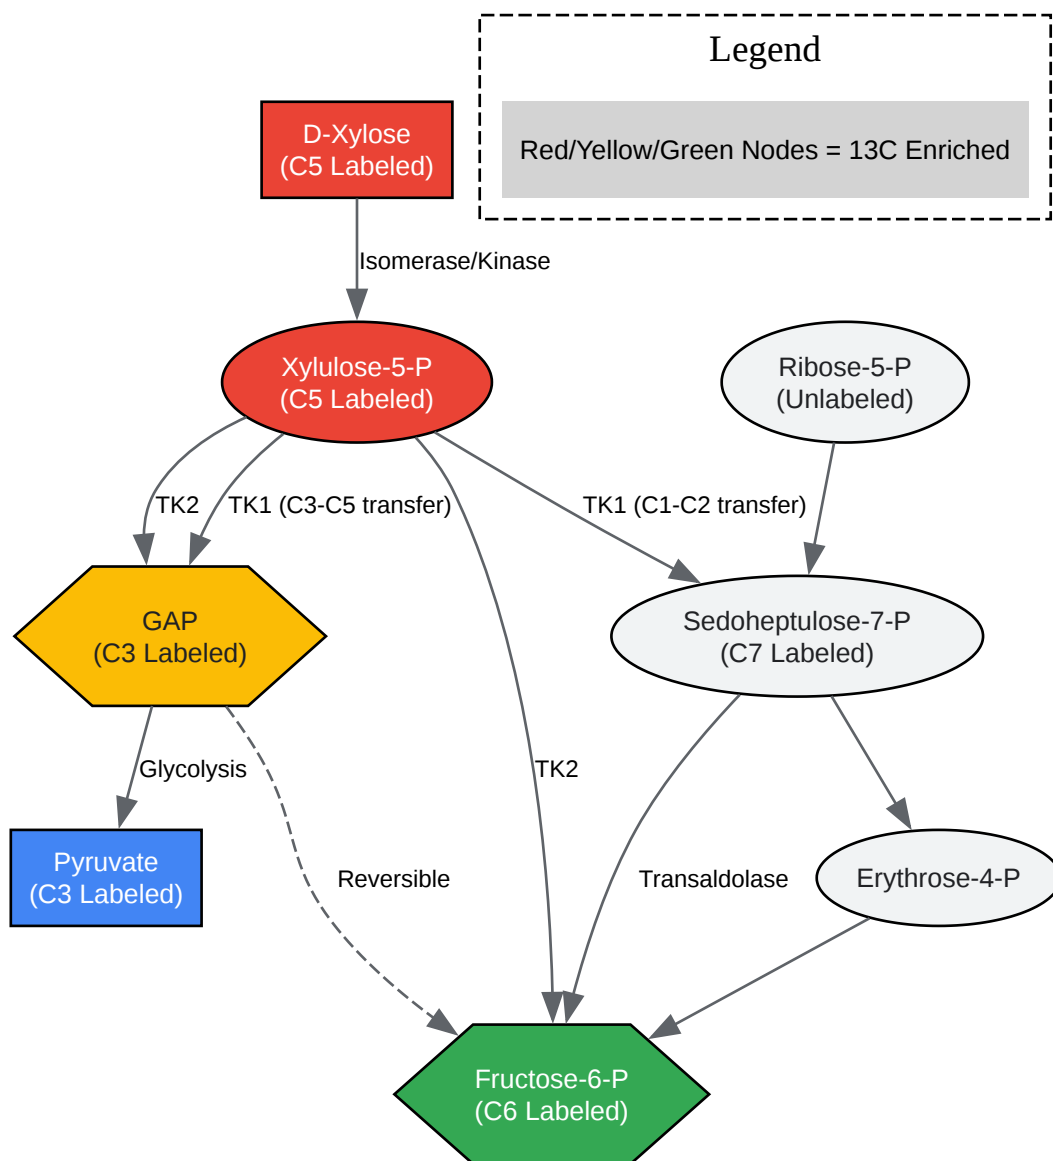 Legend
Red/Yellow/Green Nodes = 13C Enriched
D-Xylose
(C5 Labeled)
Isomerase/Kinase
Xylulose-5-P
(C5 Labeled)
Ribose-5-P
(Unlabeled)
TK2
TK1 (C3-C5 transfer)
TK1 (C1-C2 transfer)
GAP
(C3 Labeled)
Sedoheptulose-7-P
(C7 Labeled)
Glycolysis
TK2
Pyruvate
(C3 Labeled)
Reversible
Transaldolase
Erythrose-4-P
Fructose-6-P
(C6 Labeled)